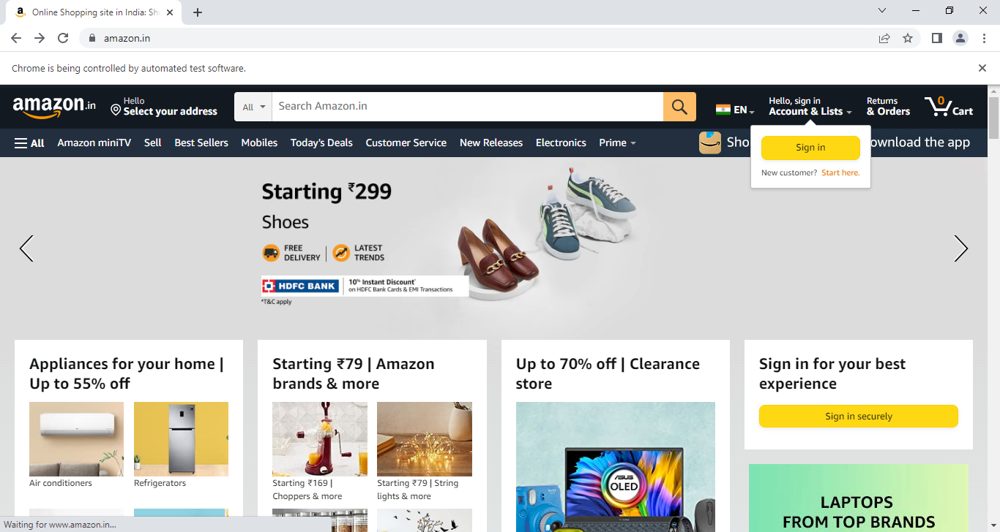 Online Shopping site in India: Sh
amazon.in
Chrome is being controlled by automated test software.
amazon.in
Hello
Select your address
All
Search Amazon.in
EN
Hello, sign in
Account & Lists
Returns
& Orders
0
Cart
All
Amazon miniTV
Sell
Best Sellers
Mobiles
Today's Deals
Customer Service
New Releases
Electronics
Prime
Sho
ownload the app
Sign in
New customer? Start here.
Starting ₹299
Shoes
FREE
DELIVERY
LATEST
TRENDS
HDFC BANK
10% Instant Discount*
on HDFC Bank Cards & EMI Transactions
*T&C apply
Appliances for your home |
Up to 55% off
Air conditioners
Refrigerators
Starting ₹79 | Amazon
brands & more
Starting ₹169 |
Choppers & more
Starting ₹79 | String
lights & more
Up to 70% off | Clearance
store
ASUS
OLED
Sign in for your best
experience
Sign in securely
LAPTOPS
FROM TOP BRANDS
Waiting for www.amazon.in...